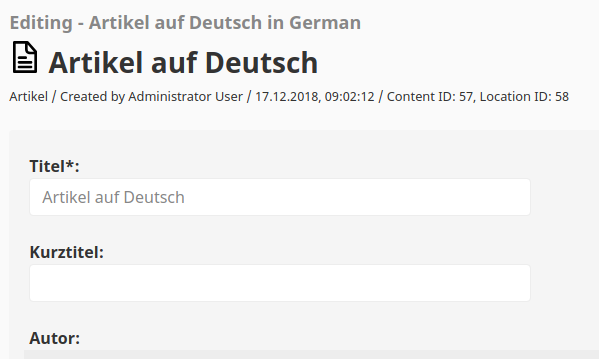 Editing - Artikel auf Deutsch in German
Artikel auf Deutsch
Artikel / Created by Administrator User / 17.12.2018, 09:02:12 / Content ID: 57, Location ID: 58
Titel*:
Artikel auf Deutsch
Kurztitel:
Autor: